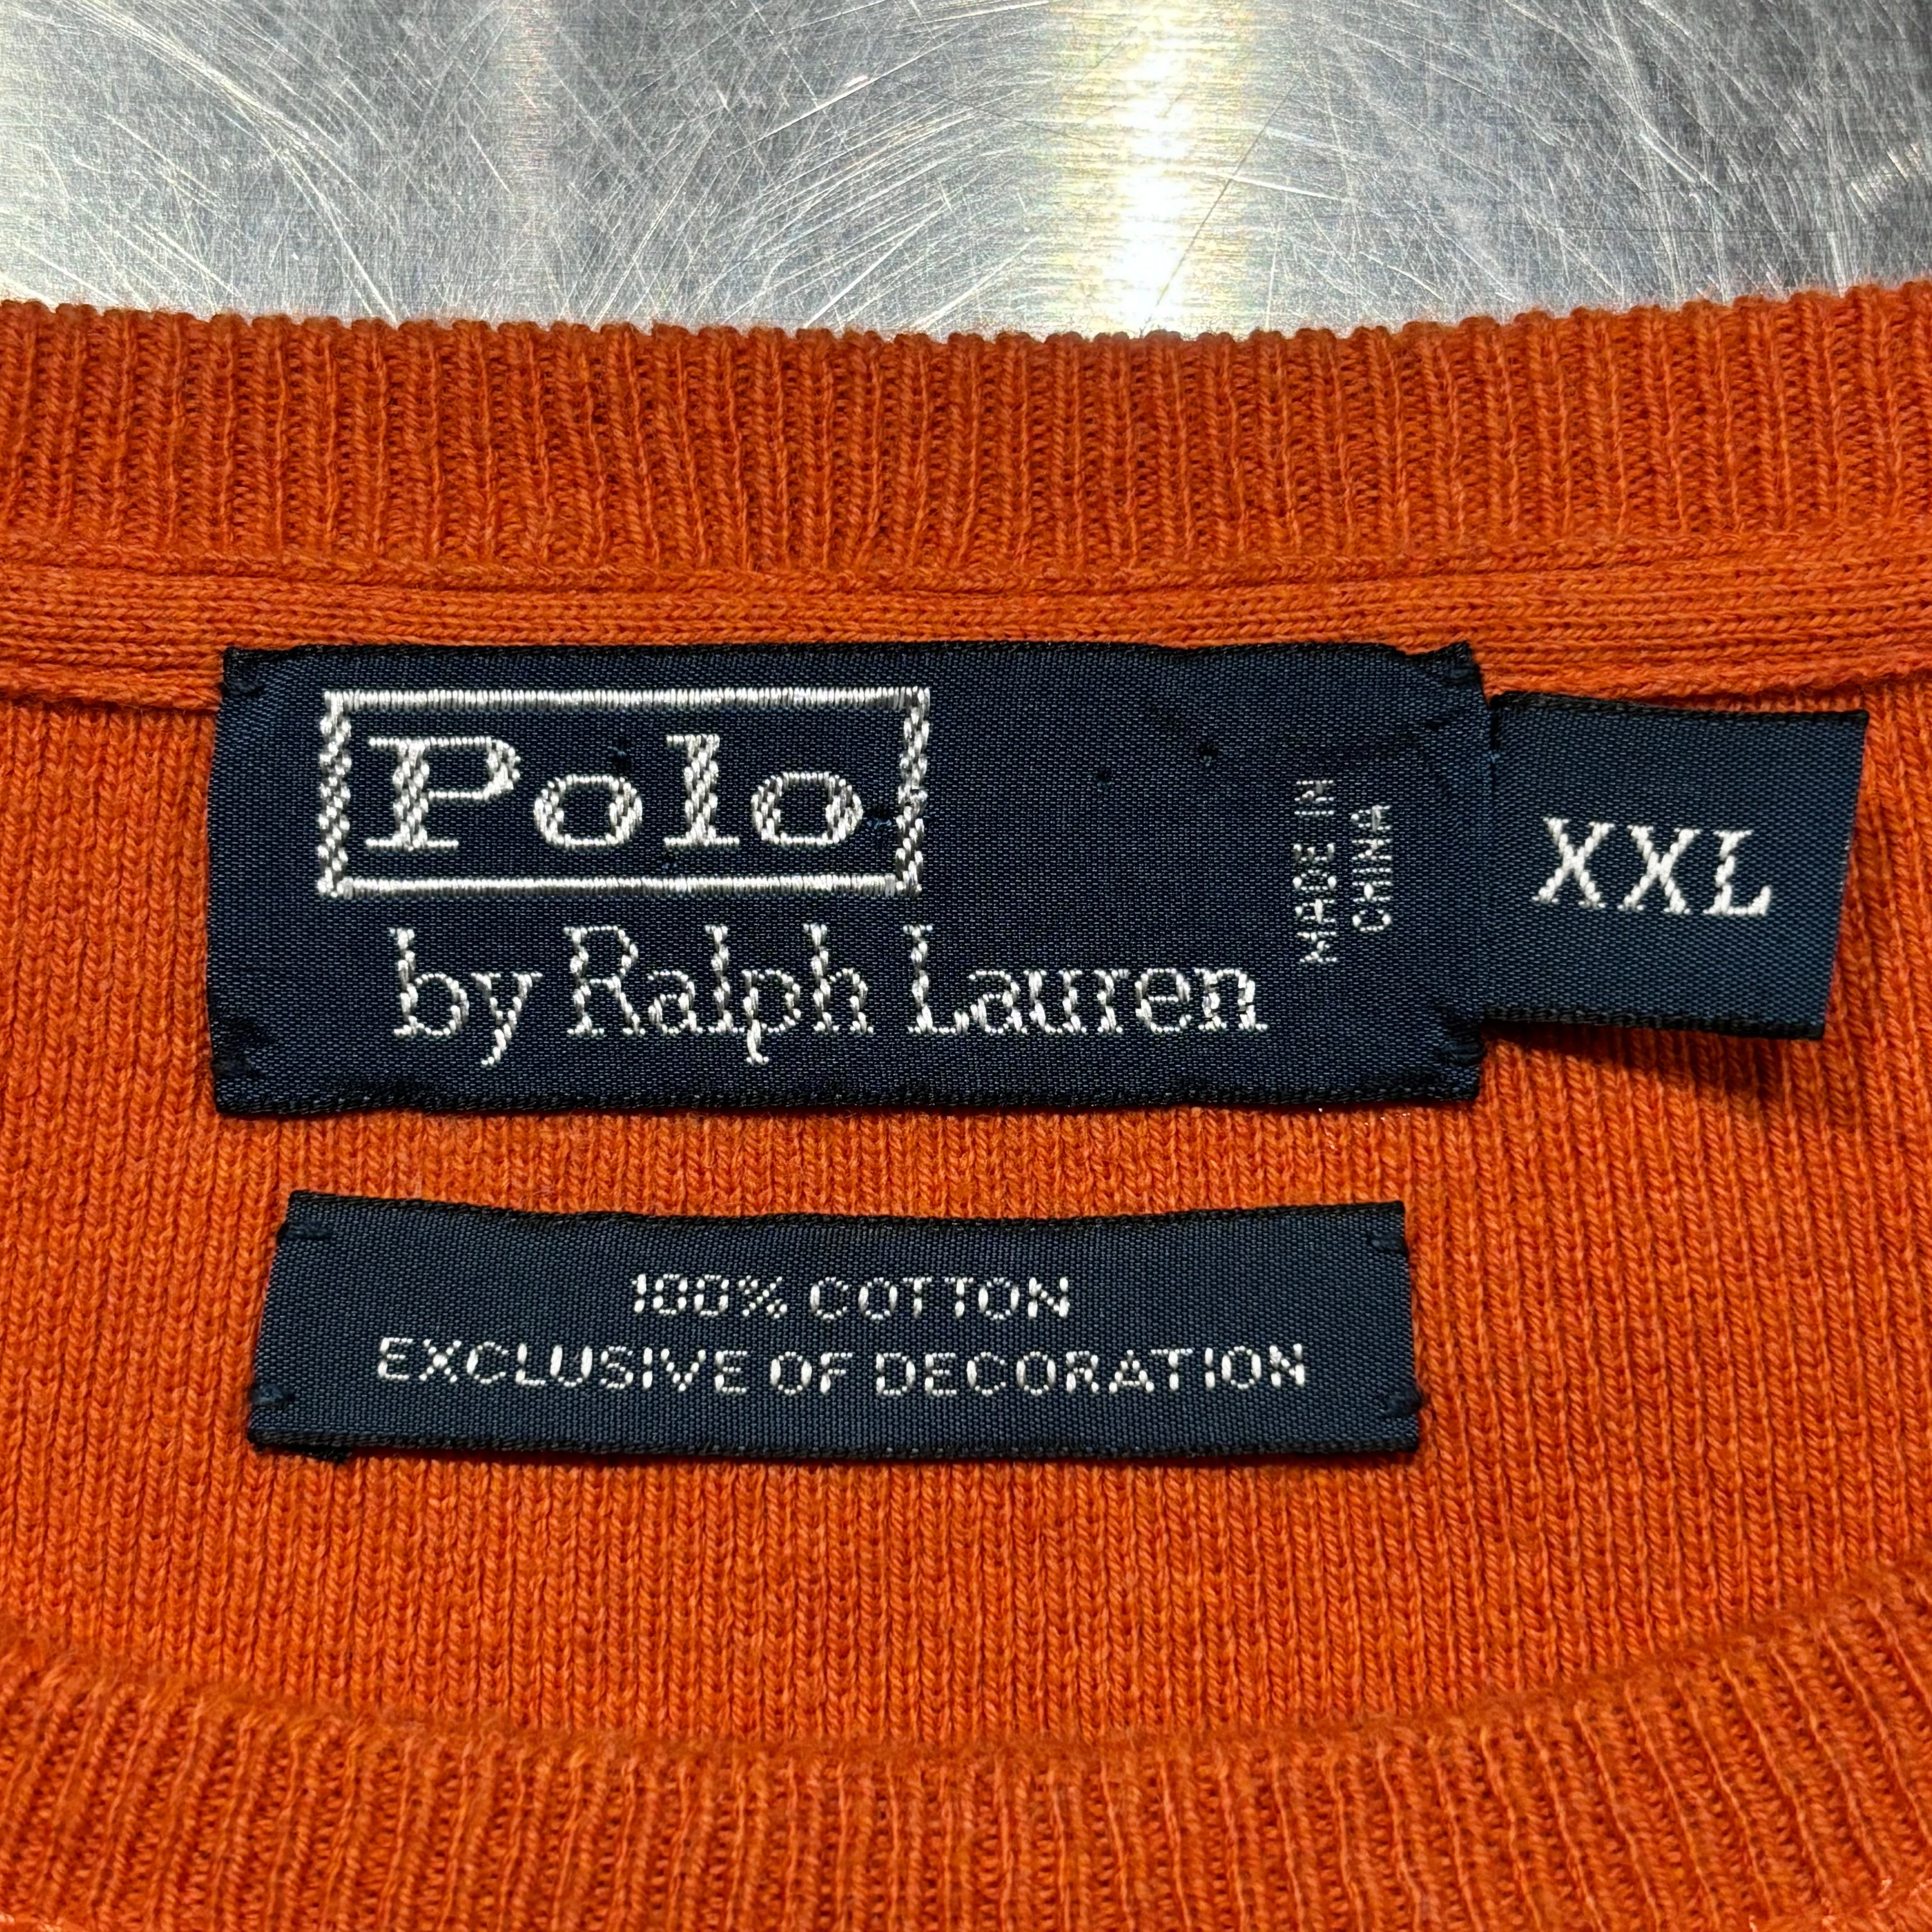 Polo
by Ralph Lauren
MADE IN
CHINA
XXL
100% COTTON
EXCLUSIVE OF DECORATION